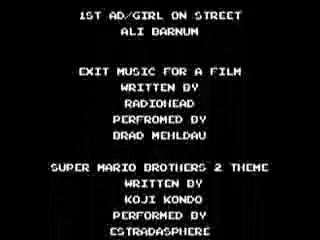 1ST AD/GIRL ON STREET
ALI BARNUM
EXIT MUSIC FOR A FILM
WRITTEN BY
RADIOHEAD
PERFROMED BY
BRAD MEHLDAU
SUPER MARIO BROTHERS 2 THEME
WRITTEN BY
KOJI KONDO
PERFORMED BY
ESTRADASPHERE